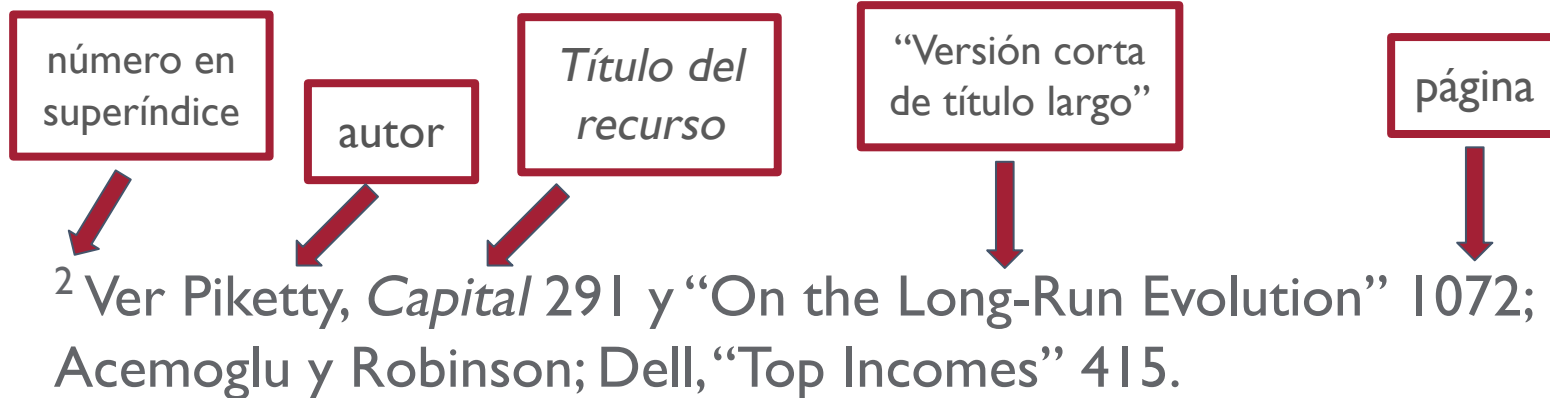 número en
superíndice
autor
Título del
recurso
“Versión corta
de título largo”
página
² Ver Piketty, Capital 291 y “On the Long-Run Evolution” 1072;
Acemoglu y Robinson; Dell, “Top Incomes” 415.